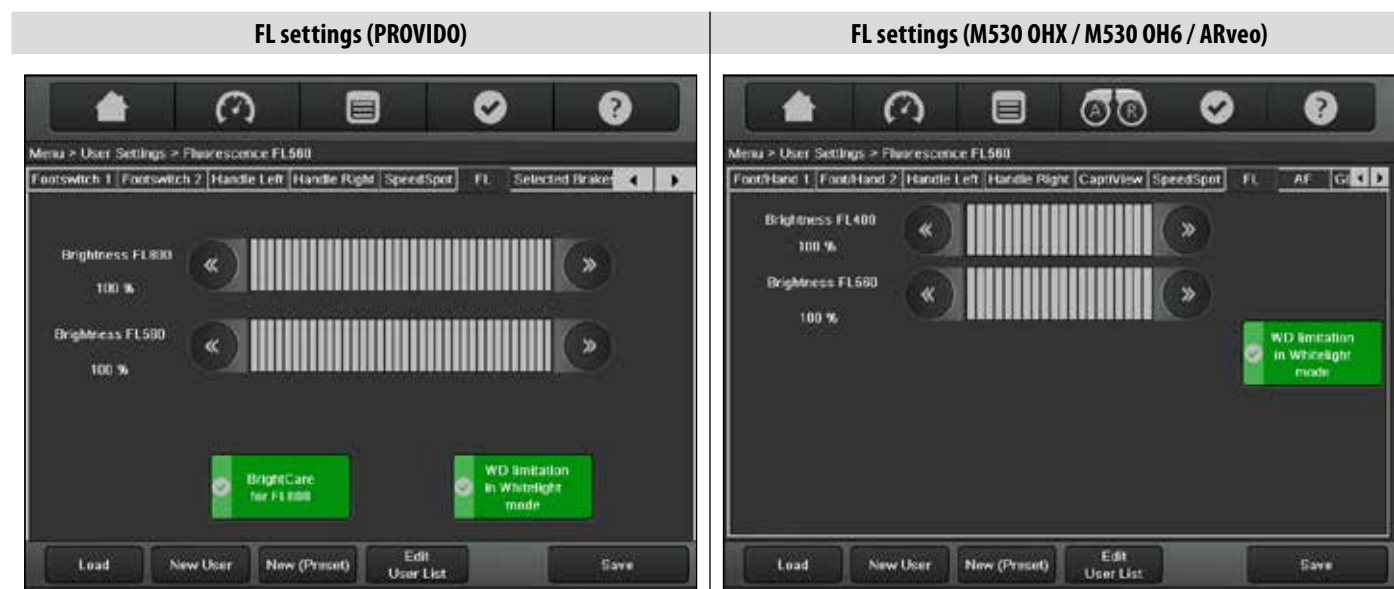 FL settings (PROVIDO)
Menu > User Settings > Fluorescence FL560
Footswitch 1 Footswitch 2 Handle Left Handle Right SpeedSpot FL Selected Brakes
Brightness FL800
100 %
Brightness FL560
100 %
BrightCare
for FL800
WD limitation
in Whitelight
mode
Load New User New (Preset) Edit
User List Save
FL settings (M530 OHX / M530 OH6 / ARveo)
A R
Menu > User Settings > Fluorescence FL560
Foot/Hand 1 Foot/Hand 2 Handle Left Handle Right CaptiView SpeedSpot FL AF
Brightness FL400
100 %
Brightness FL560
100 %
WD limitation
in Whitelight
mode
Load New User New (Preset) Edit
User List Save